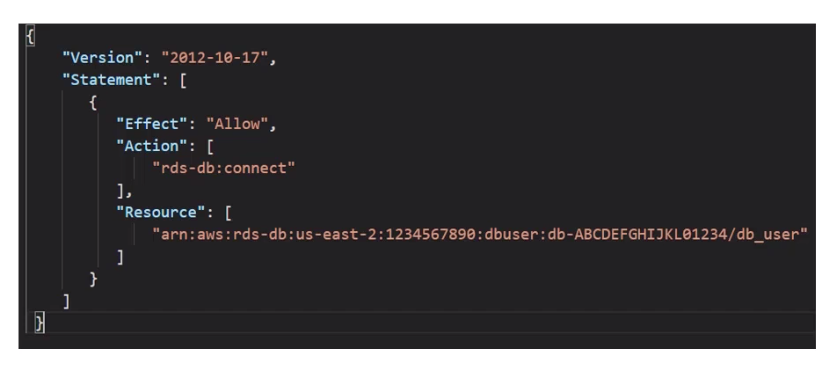 {
"Version": "2012-10-17",
"Statement": [
{
"Effect": "Allow",
"Action": [
"rds-db:connect"
],
"Resource": [
"arn:aws:rds-db:us-east-2:1234567890:dbuser:db-ABCDEFGHIJKL01234/db_user"
]
}
]
}